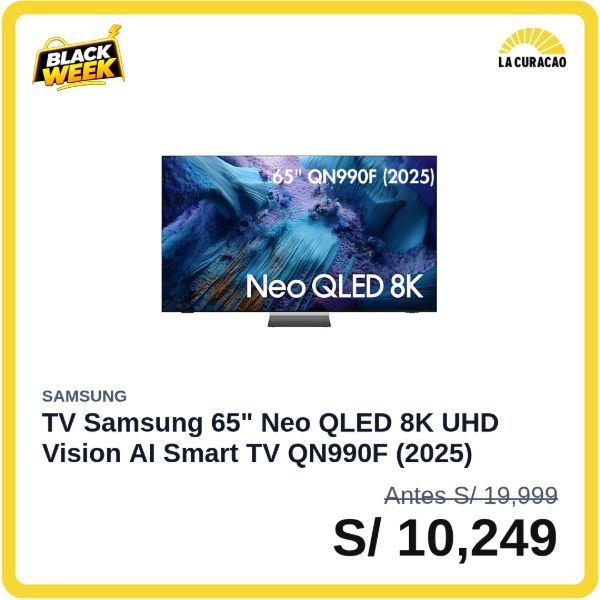 BLACK
WEEK
LA CURACAO
65" QN990F (2025)
Neo QLED 8K
SAMSUNG
TV Samsung 65" Neo QLED 8K UHD
Vision AI Smart TV QN990F (2025)
Antes S/ 19,999
S/ 10,249